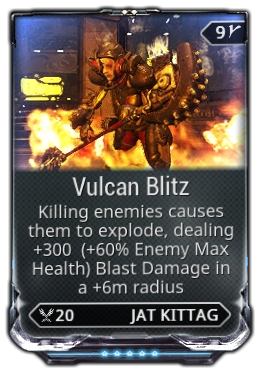 9
Vulcan Blitz
Killing enemies causes
them to explode, dealing
+300 (+60% Enemy Max
Health) Blast Damage in
a +6m radius
20 JAT KITTAG